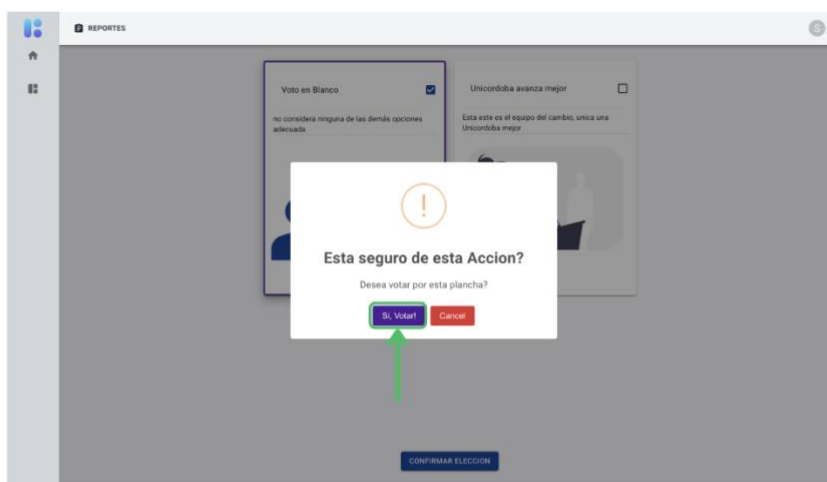 REPORTES
S
Voto en Blanco
Unicordoba avanza mejor
no considera ninguna de las demás opciones
adecuada
Esta este es el equipo del cambio, unica una
Unicordoba mejor
!
Esta seguro de esta Accion?
Desea votar por esta plancha?
Si, Votar!
Cancel
CONFIRMAR ELECCION